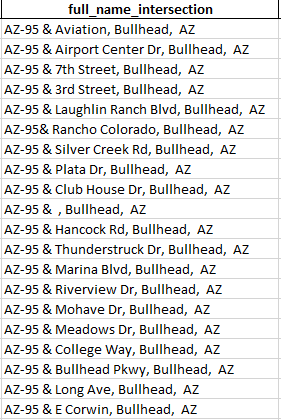 full_name_intersection
AZ-95 & Aviation, Bullhead,  AZ
AZ-95 & Airport Center Dr, Bullhead,  AZ
AZ-95 & 7th Street, Bullhead,  AZ
AZ-95 & 3rd Street, Bullhead,  AZ
AZ-95 & Laughlin Ranch Blvd, Bullhead,  AZ
AZ-95& Rancho Colorado, Bullhead,  AZ
AZ-95 & Silver Creek Rd, Bullhead,  AZ
AZ-95 & Plata Dr, Bullhead,  AZ
AZ-95 & Club House Dr, Bullhead,  AZ
AZ-95 &  , Bullhead,  AZ
AZ-95 & Hancock Rd, Bullhead,  AZ
AZ-95 & Thunderstruck Dr, Bullhead,  AZ
AZ-95 & Marina Blvd, Bullhead,  AZ
AZ-95 & Riverview Dr, Bullhead,  AZ
AZ-95 & Mohave Dr, Bullhead,  AZ
AZ-95 & Meadows Dr, Bullhead,  AZ
AZ-95 & College Way, Bullhead,  AZ
AZ-95 & Bullhead Pkwy, Bullhead,  AZ
AZ-95 & Long Ave, Bullhead,  AZ
AZ-95 & E Corwin, Bullhead,  AZ